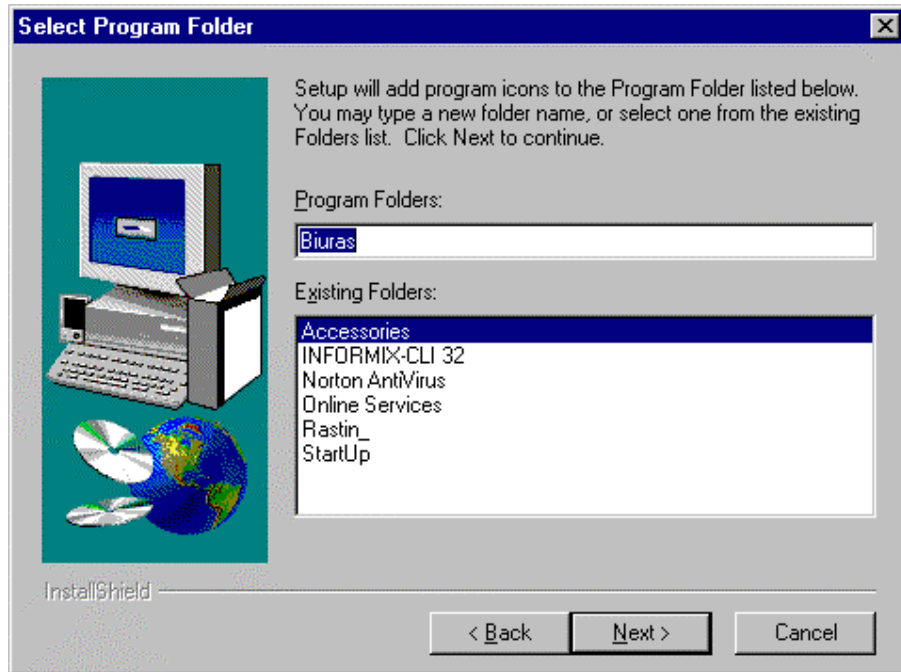 Select Program Folder
Setup will add program icons to the Program Folder listed below.
You may type a new folder name, or select one from the existing
Folders list. Click Next to continue.
Program Folders:
Biuras
Existing Folders:
Accessories
INFORMIX-CLI 32
Norton AntiVirus
Online Services
Rastin_
StartUp
InstallShield
< Back
Next >
Cancel